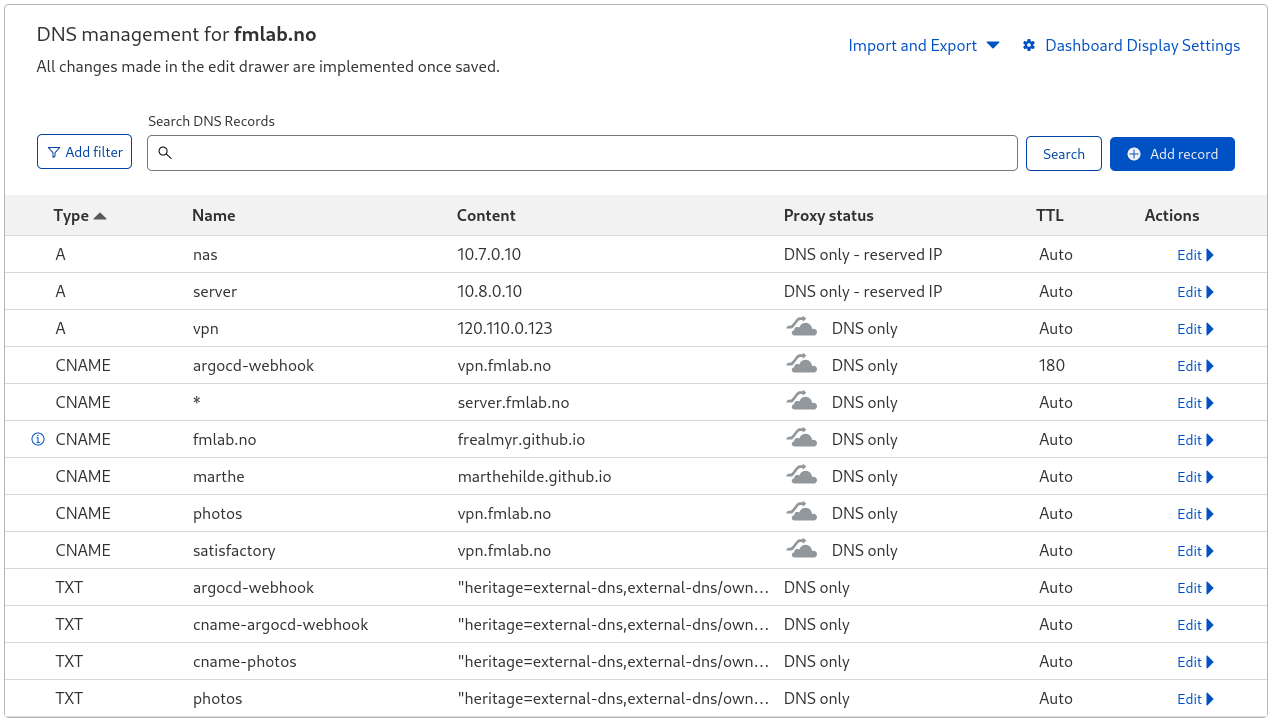 DNS management for fmlab.no
All changes made in the edit drawer are implemented once saved.
Import and Export
Dashboard Display Settings
Search DNS Records
Add filter
Search
Add record
Type Name Content Proxy status TTL Actions
A nas 10.7.0.10 DNS only - reserved IP Auto Edit
A server 10.8.0.10 DNS only - reserved IP Auto Edit
A vpn 120.110.0.123 DNS only Auto Edit
CNAME argocd-webhook vpn.fmlab.no DNS only 180 Edit
CNAME * server.fmlab.no DNS only Auto Edit
CNAME fmlab.no frealmyr.github.io DNS only Auto Edit
CNAME marthe marthehilde.github.io DNS only Auto Edit
CNAME photos vpn.fmlab.no DNS only Auto Edit
CNAME satisfactory vpn.fmlab.no DNS only Auto Edit
TXT argocd-webhook "heritage=external-dns,external-dns/own... DNS only Auto Edit
TXT cname-argocd-webhook "heritage=external-dns,external-dns/own... DNS only Auto Edit
TXT cname-photos "heritage=external-dns,external-dns/own... DNS only Auto Edit
TXT photos "heritage=external-dns,external-dns/own... DNS only Auto Edit